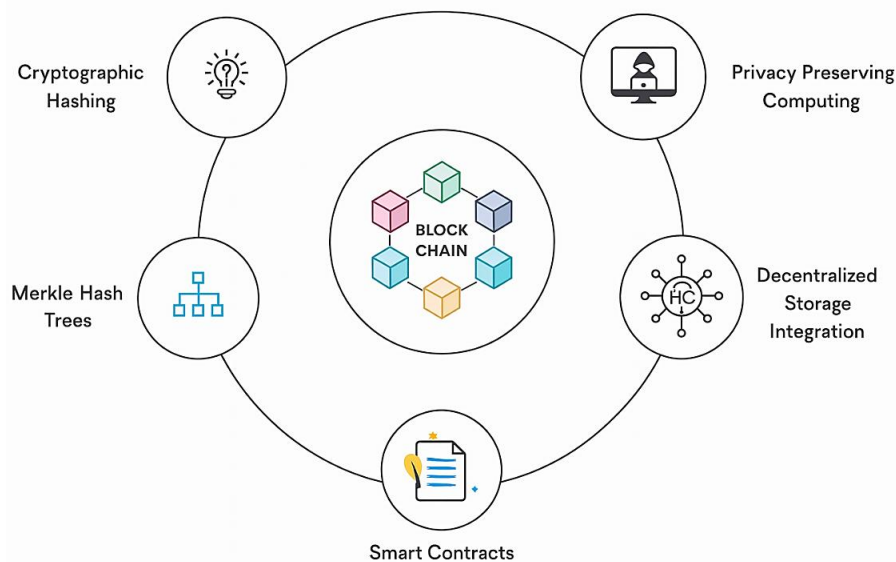 Cryptographic
Hashing
Privacy Preserving
Computing
BLOCK
CHAIN
Merkle Hash
Trees
Decentralized
Storage
Integration
HC
Smart Contracts